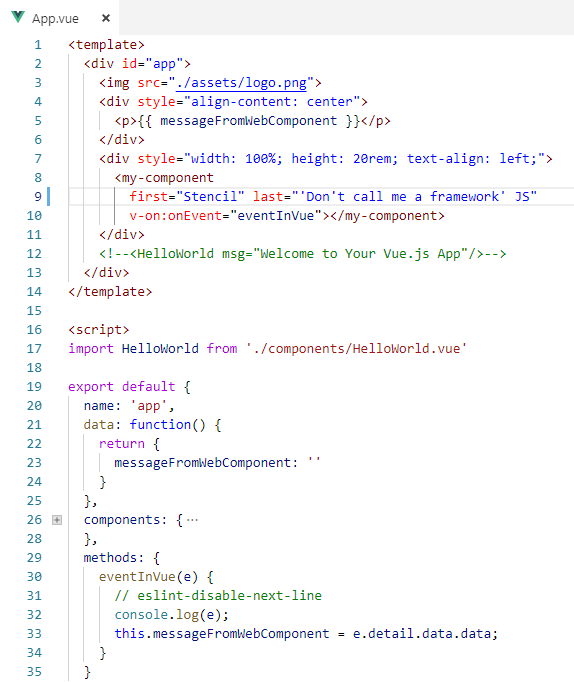 App.vue ×
1 <template>
2 <div id="app">
3 <img src="./assets/logo.png">
4 <div style="align-content: center">
5 <p>{{ messageFromWebComponent }}</p>
6 </div>
7 <div style="width: 100%; height: 20rem; text-align: left;">
8 <my-component
9 first="Stencil" last="'Don't call me a framework' JS"
10 v-on:onEvent="eventInVue"></my-component>
11 </div>
12 <!--<HelloWorld msg="Welcome to Your Vue.js App"/>-->
13 </div>
14 </template>
15
16 <script>
17 import HelloWorld from './components/HelloWorld.vue'
18
19 export default {
20 name: 'app',
21 data: function() {
22 return {
23 messageFromWebComponent: ''
24 }
25 },
26 components: {⋯
28 },
29 methods: {
30 eventInVue(e) {
31 // eslint-disable-next-line
32 console.log(e);
33 this.messageFromWebComponent = e.detail.data.data;
34 }
35 }